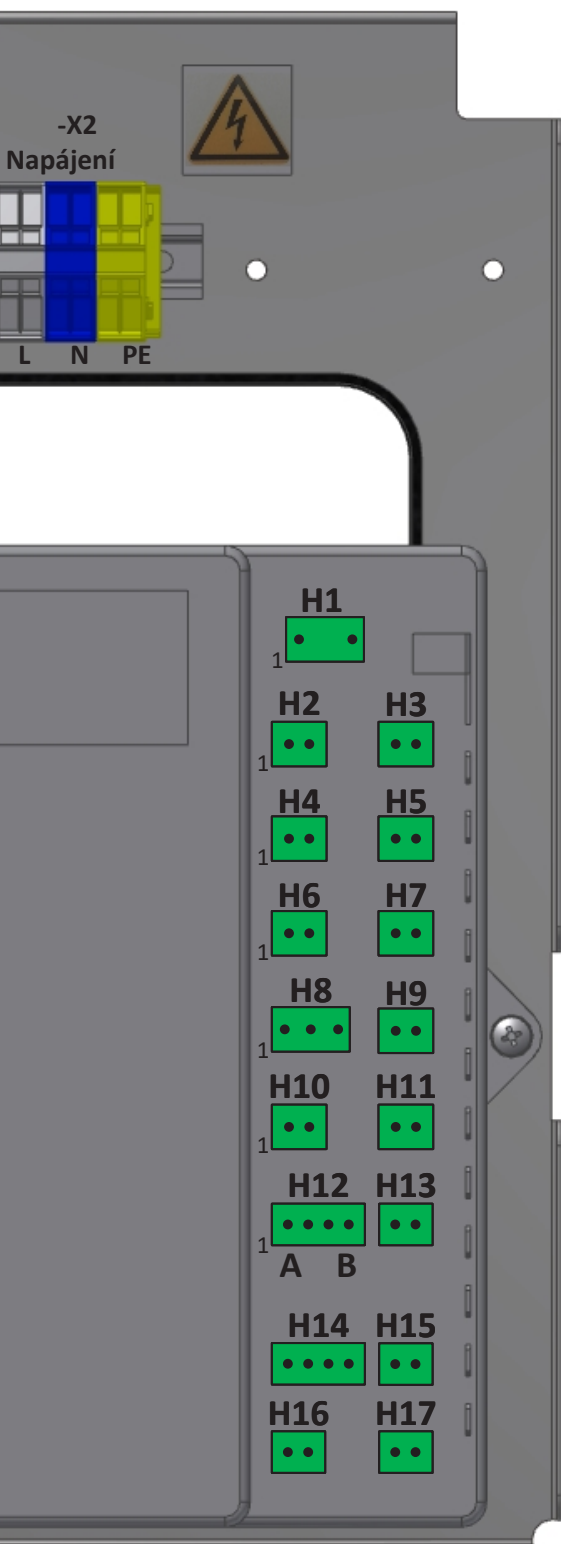 -X2
Napájení
L N PE
H1
1
H2 H3
1
H4 H5
1
H6 H7
1
H8 H9
1
H10 H11
1
H12 H13
1
A B
H14 H15
H16 H17